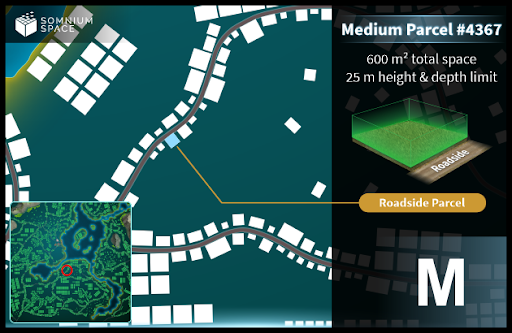 SOMNIUM
SPACE
Medium Parcel #4367
600 m² total space
25 m height & depth limit
Roadside
Roadside Parcel
M